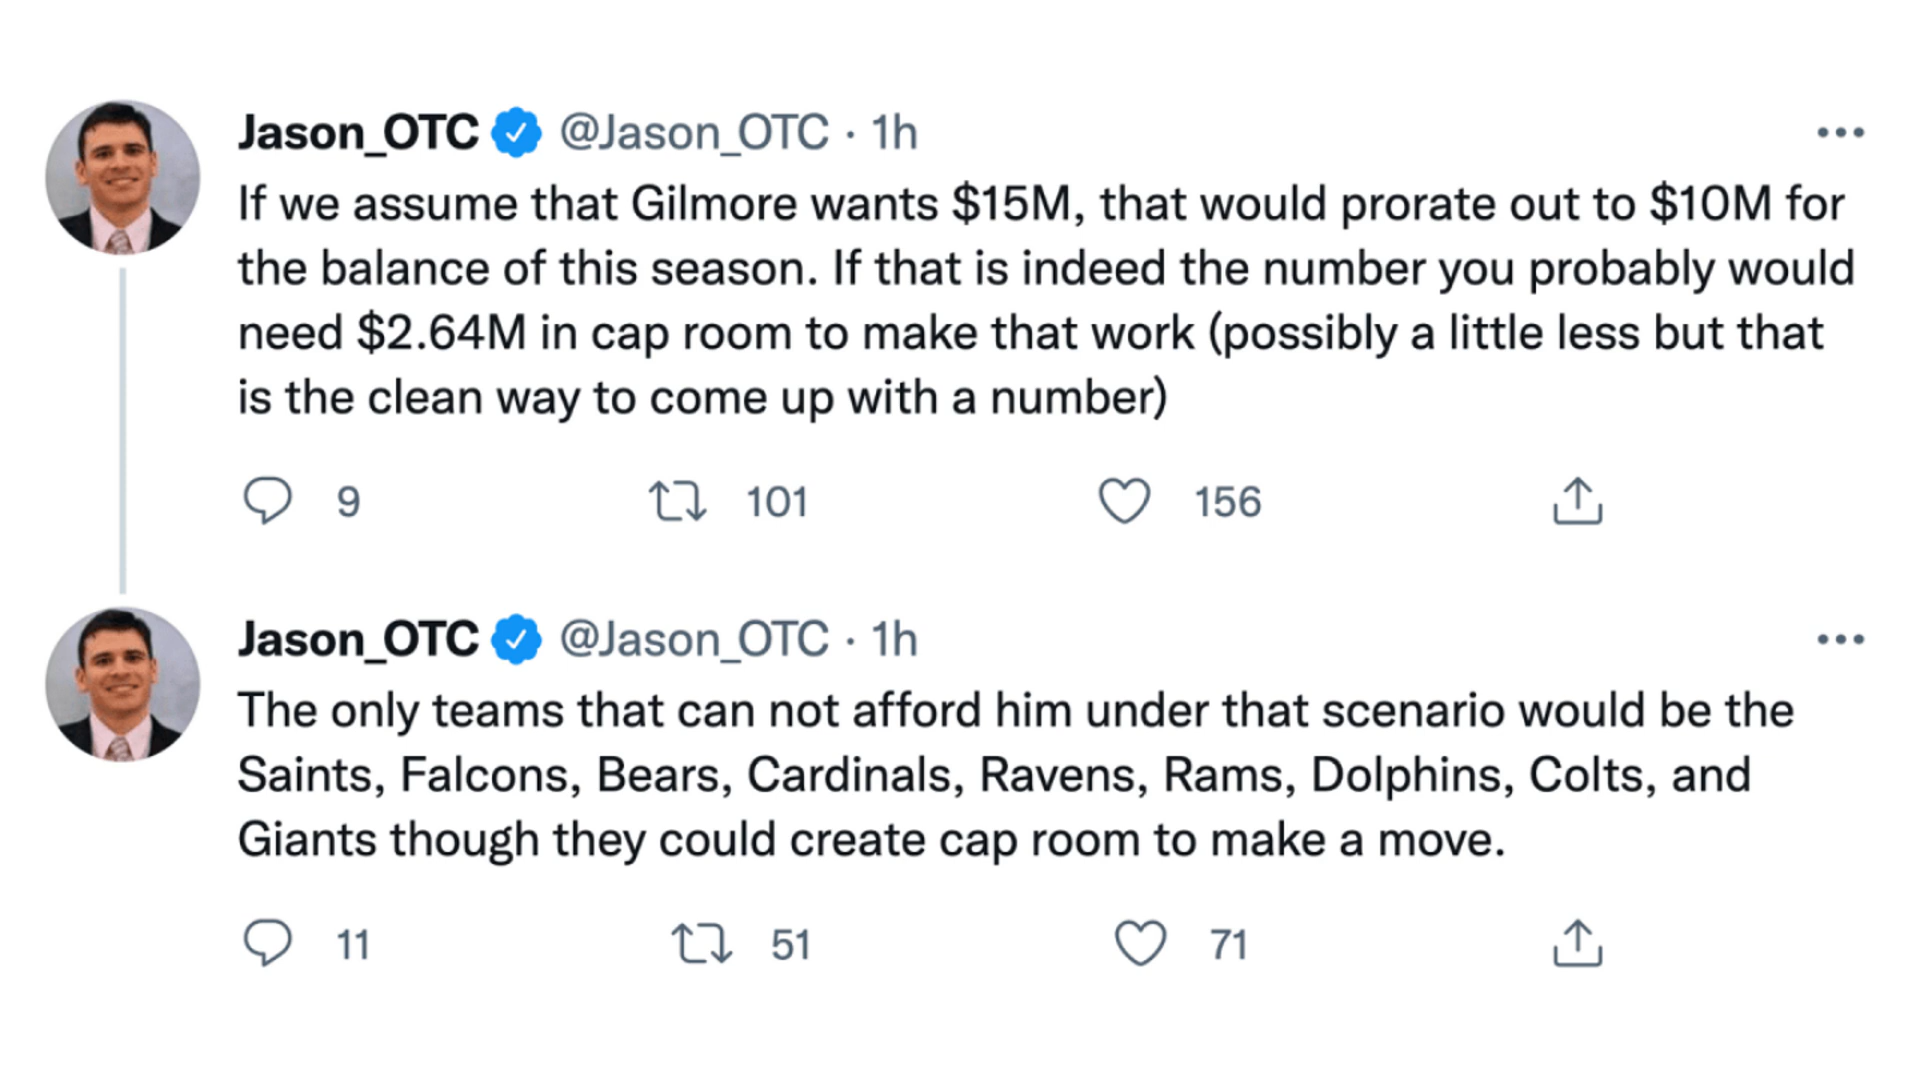 Jason_OTC @Jason_OTC · 1h
If we assume that Gilmore wants $15M, that would prorate out to $10M for
the balance of this season. If that is indeed the number you probably would
need $2.64M in cap room to make that work (possibly a little less but that
is the clean way to come up with a number)
9 101 156
Jason_OTC @Jason_OTC · 1h
The only teams that can not afford him under that scenario would be the
Saints, Falcons, Bears, Cardinals, Ravens, Rams, Dolphins, Colts, and
Giants though they could create cap room to make a move.
11 51 71